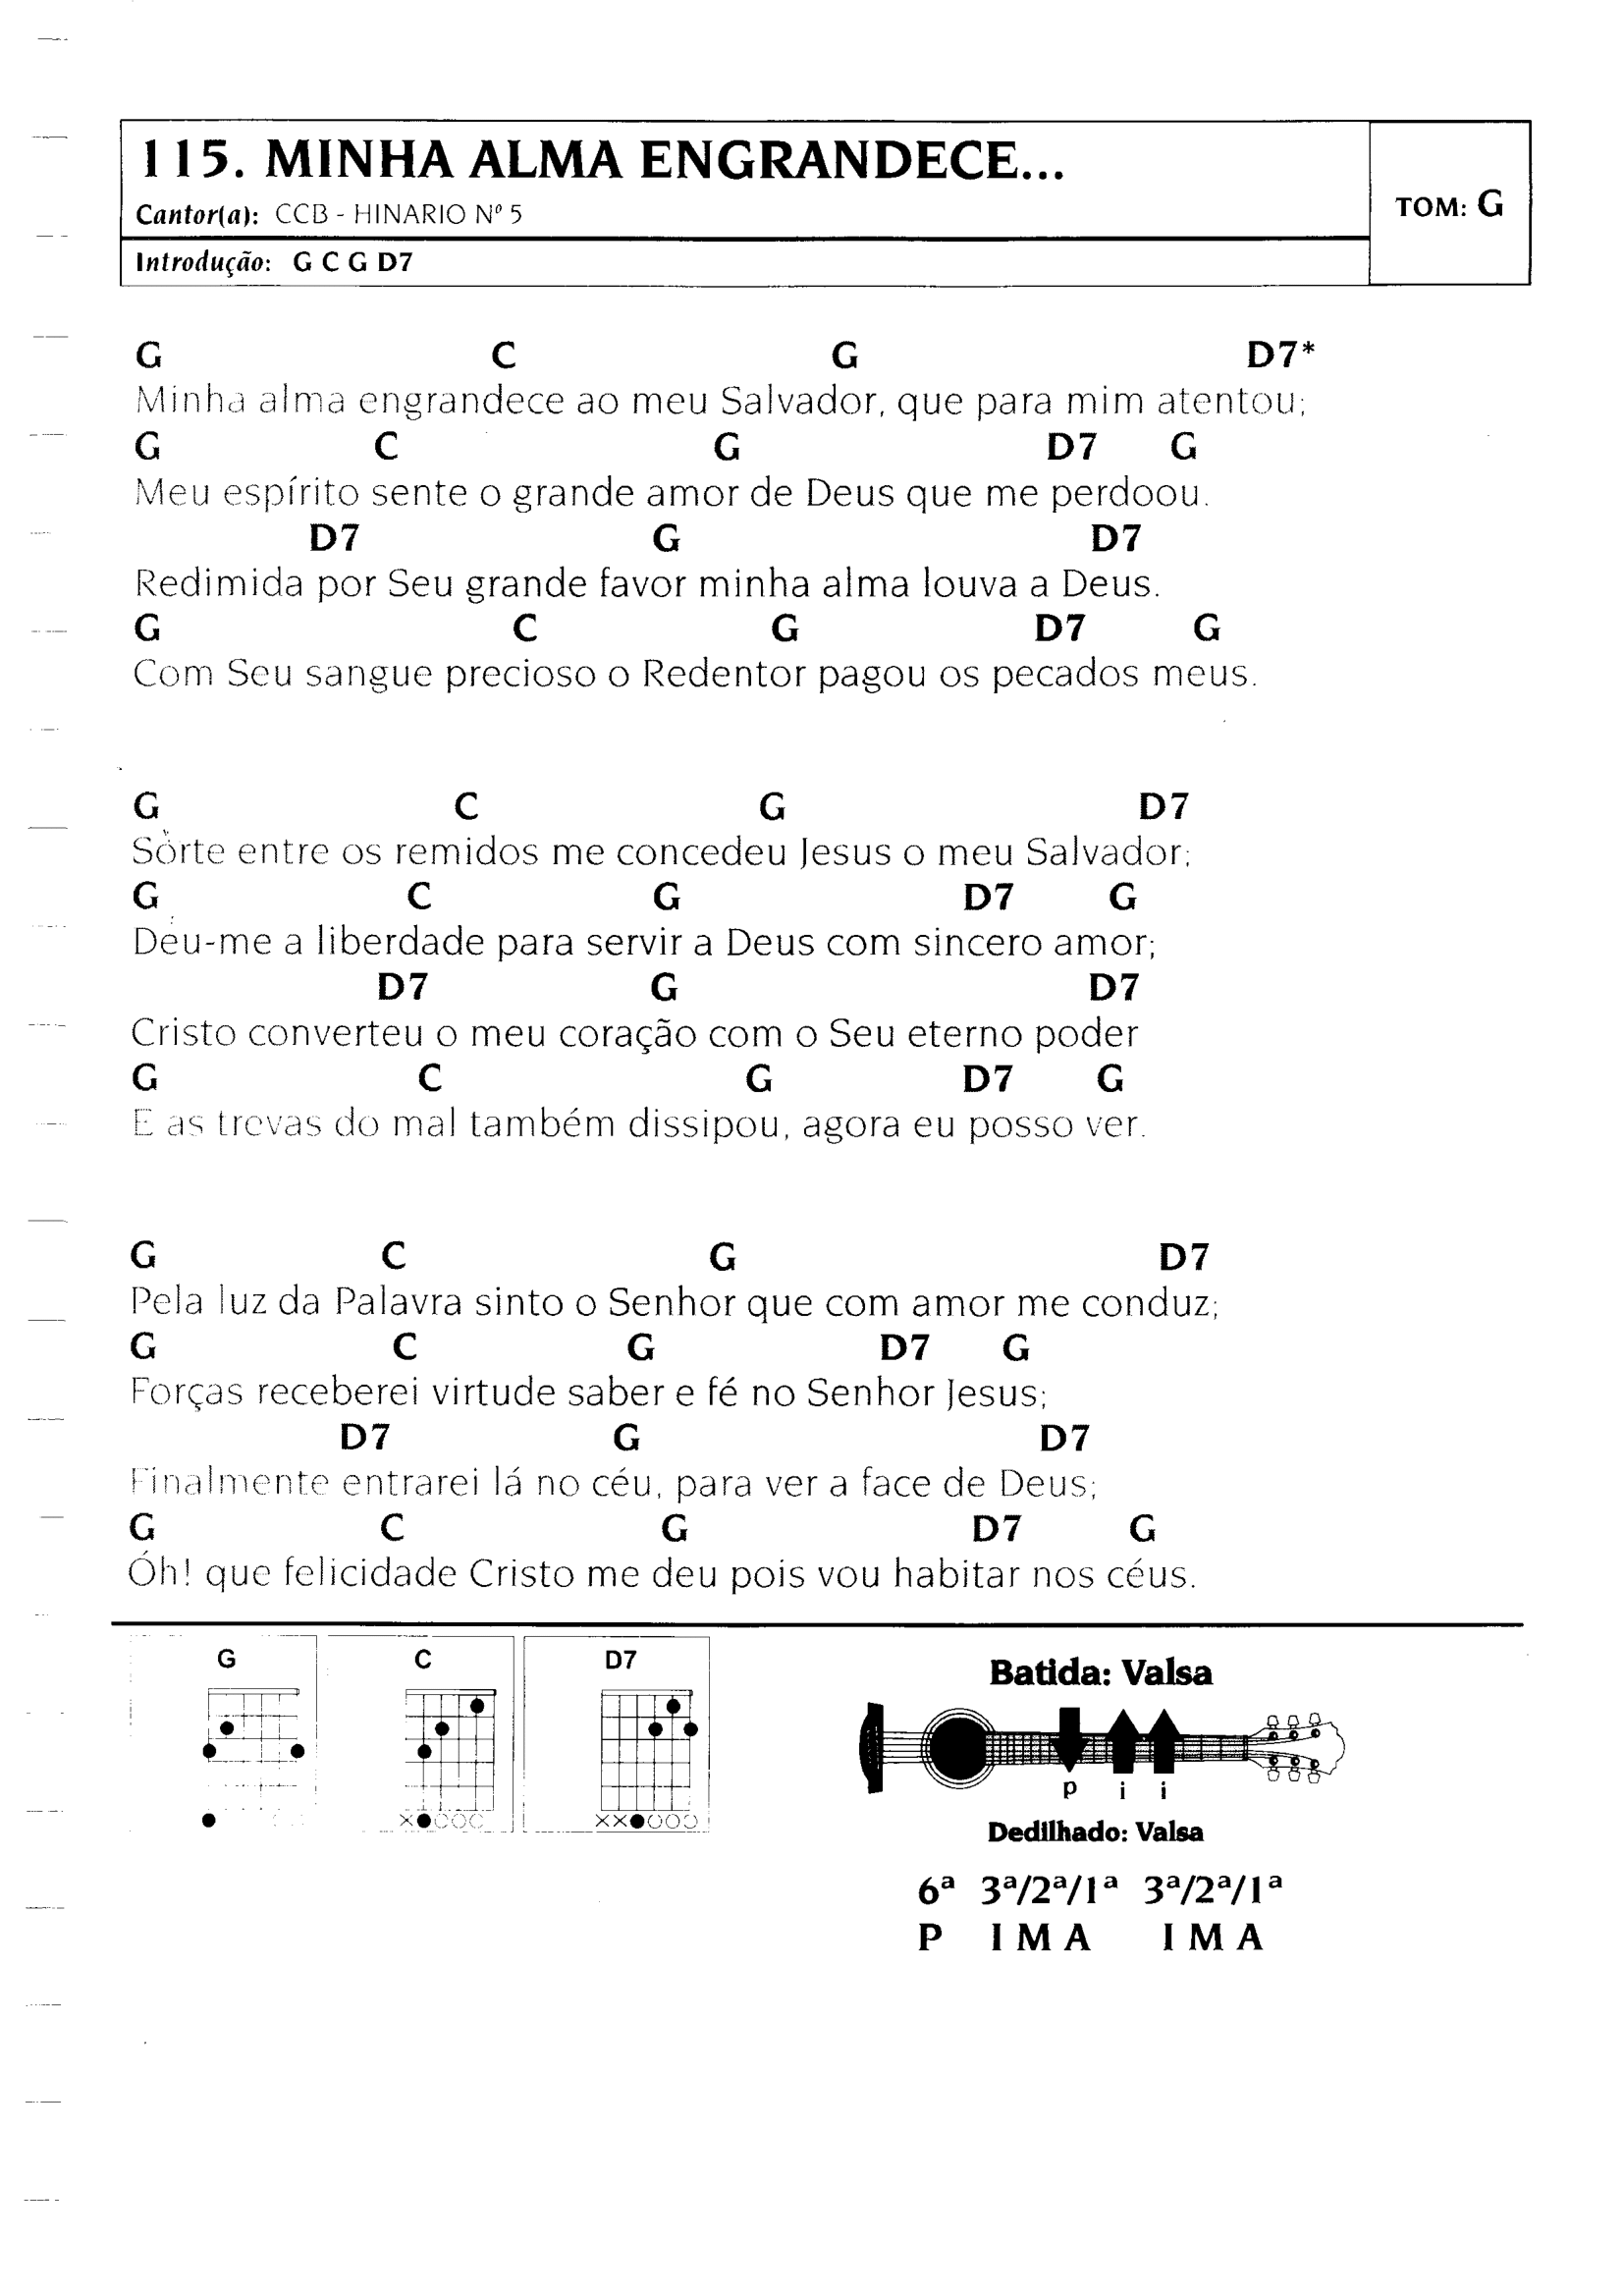 115. MINHA ALMA ENGRANDECE...
Cantor(a): CCB - HINARIO Nº 5
TOM: G
Introdução: G C G D7
G C G D7*
Minha alma engrandece ao meu Salvador, que para mim atentou;
G C G D7 G
Meu espírito sente o grande amor de Deus que me perdoou.
D7 G D7
Redimida por Seu grande favor minha alma louva a Deus.
G C G D7 G
Com Seu sangue precioso o Redentor pagou os pecados meus.
G C G D7
Sorte entre os remidos me concedeu Jesus o meu Salvador;
G C G D7 G
Deu-me a liberdade para servir a Deus com sincero amor;
D7 G D7
Cristo converteu o meu coração com o Seu eterno poder
G C G D7 G
E as trevas do mal também dissipou, agora eu posso ver.
G C G D7
Pela luz da Palavra sinto o Senhor que com amor me conduz;
G C G D7 G
Forças receberei virtude saber e fé no Senhor Jesus;
D7 G D7
Finalmente entrarei lá no céu, para ver a face de Deus;
G C G D7 G
Óh! que felicidade Cristo me deu pois vou habitar nos céus.
G C D7
Batida: Valsa
p i i
Dedilhado: Valsa
6ª 3ª/2ª/1ª 3ª/2ª/1ª
P I M A I M A